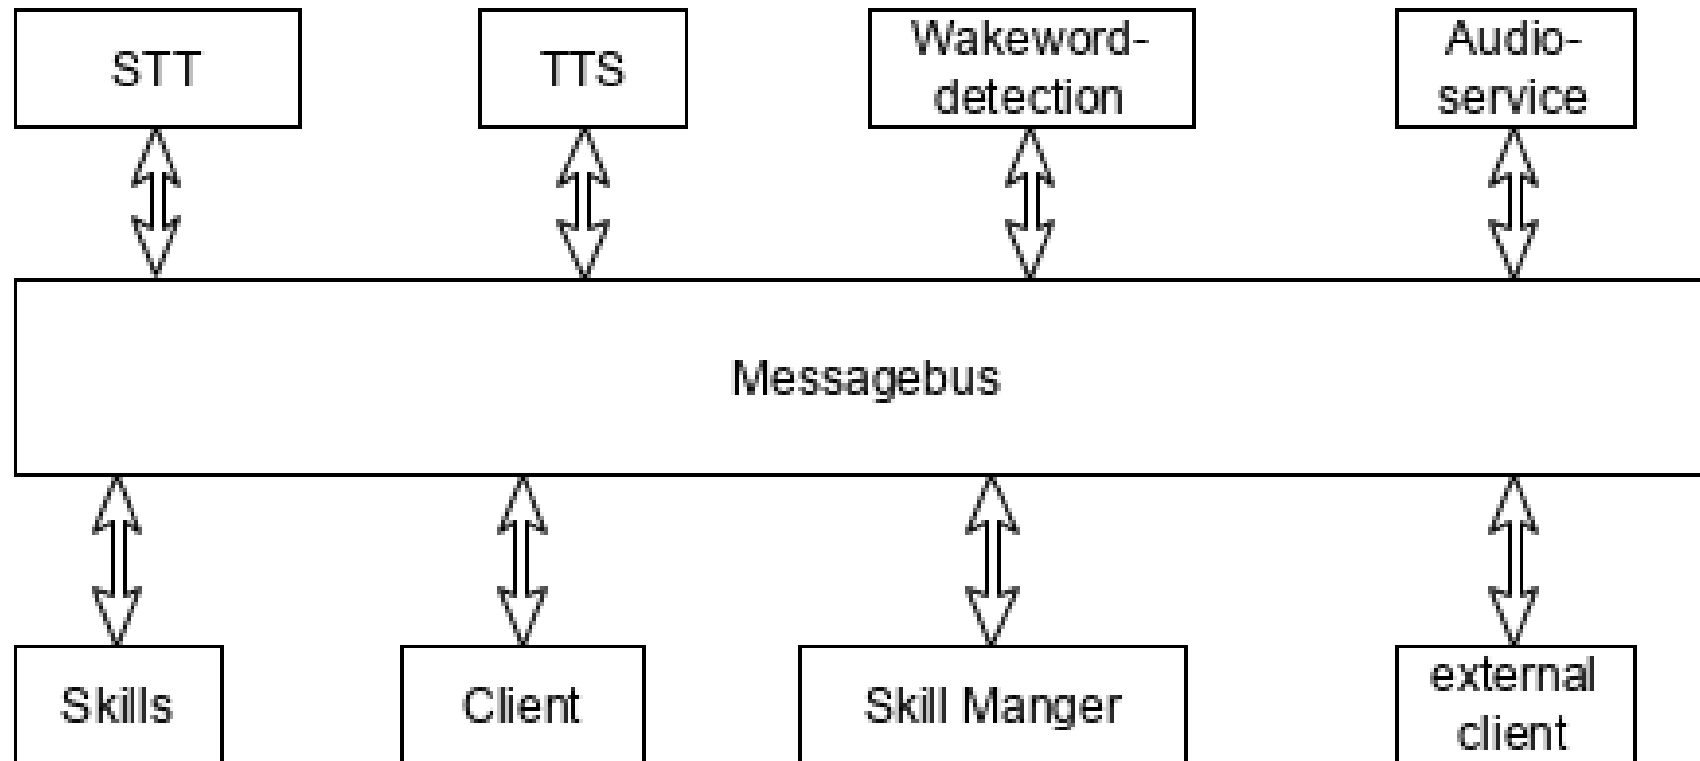 STT
TTS
Wakeword-
detection
Audio-
service
Messagebus
Skills
Client
Skill Manger
external
client